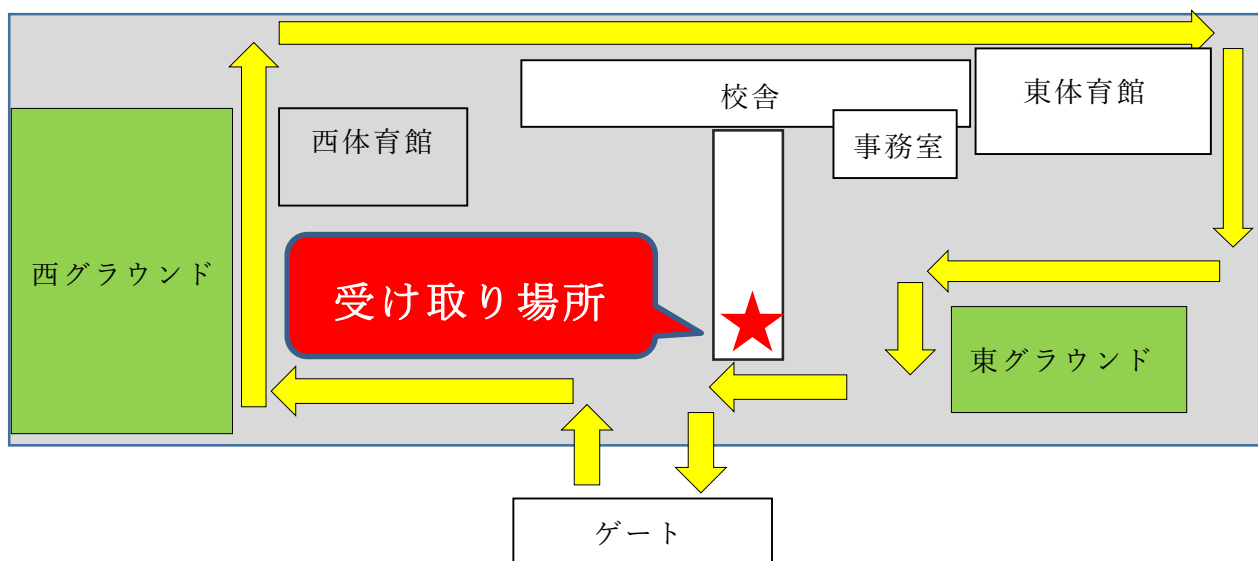 校舎
東体育館
西体育館
事務室
西グラウンド
受け取り場所
東グラウンド
ゲート